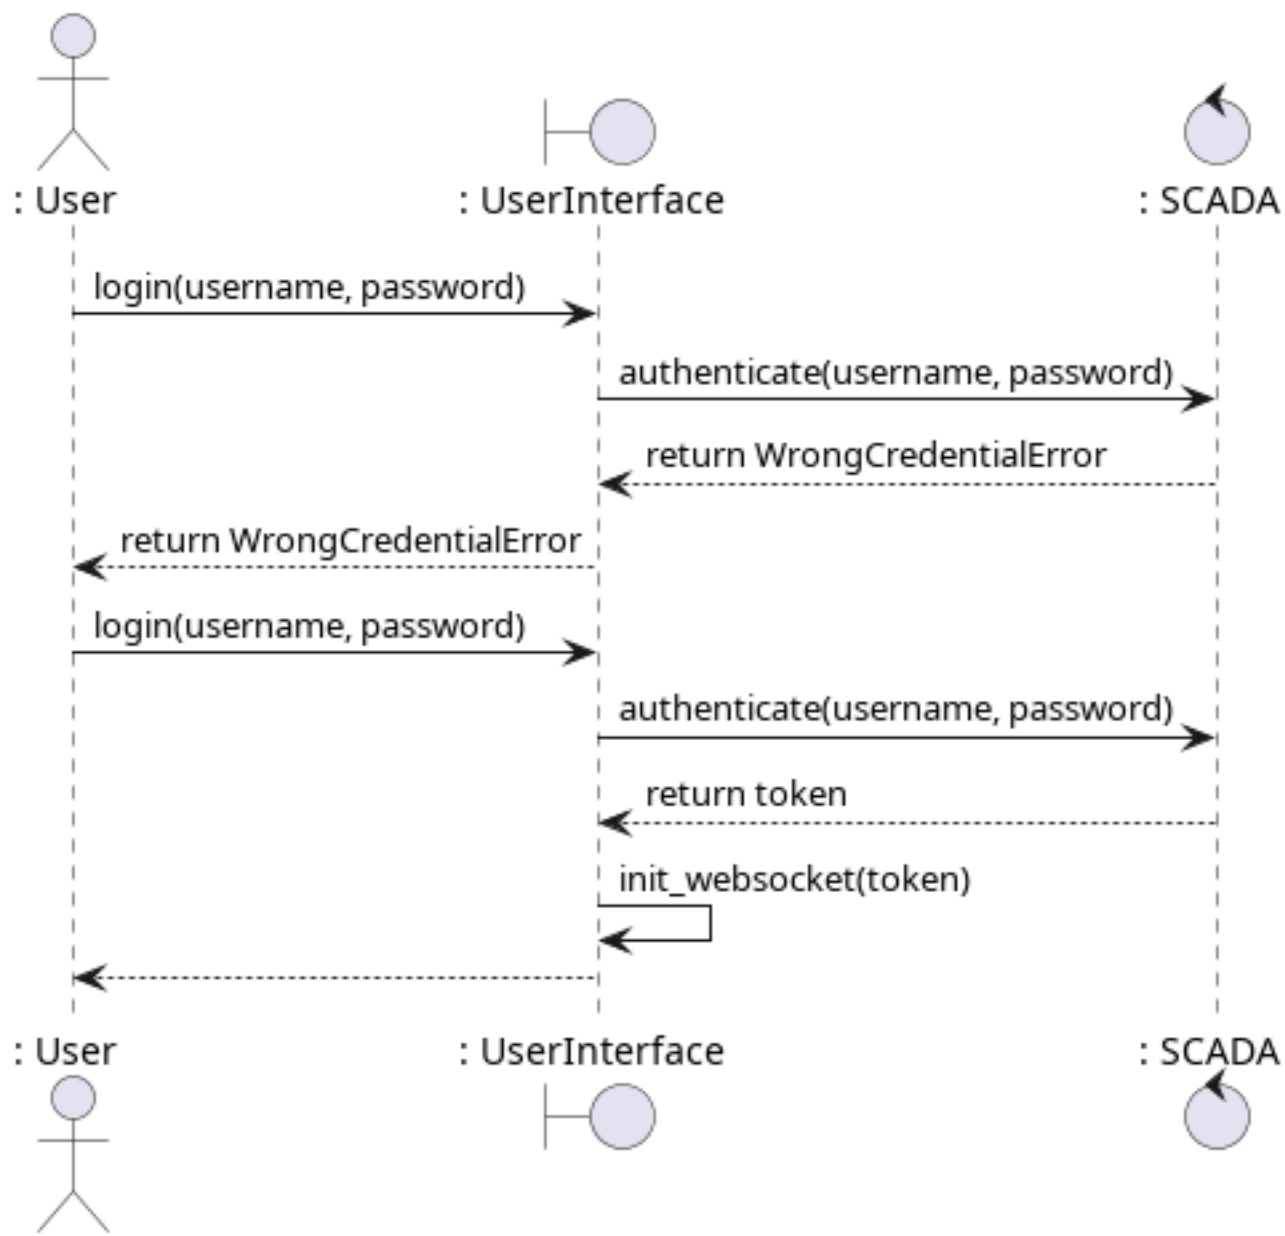 : User
: UserInterface
: SCADA
login(username, password)
authenticate(username, password)
return WrongCredentialError
return WrongCredentialError
login(username, password)
authenticate(username, password)
return token
init_websocket(token)
: User
: UserInterface
: SCADA